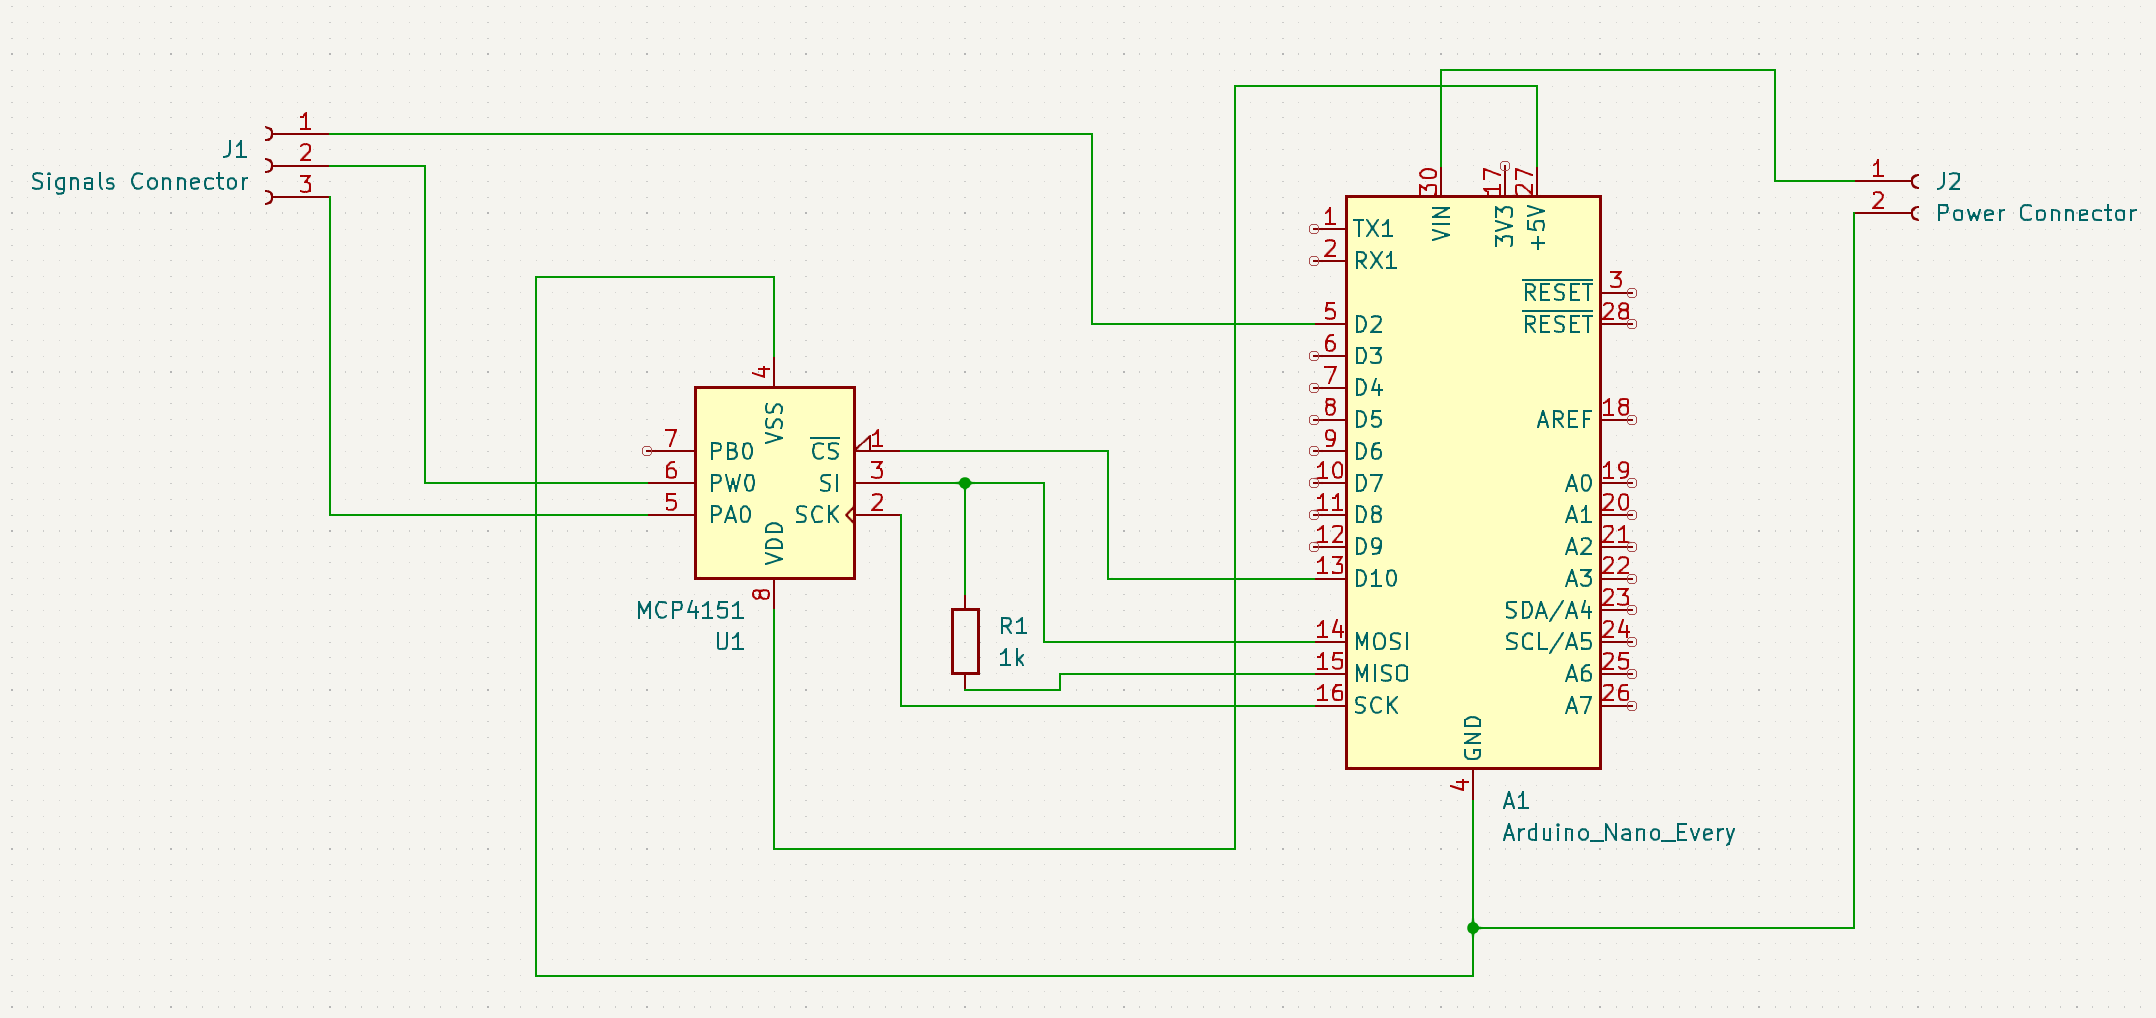 1
J1
2
Signals Connector
3
4
VSS
7
PB0
CS
1
6
PW0
SI
3
5
PA0
SCK
2
VDD
8
MCP4151
U1
R1
1k
30
17
27
VIN
3V3
+5V
1
TX1
2
RX1
RESET
3
5
D2
RESET
28
6
D3
7
D4
8
D5
AREF
18
9
D6
10
D7
A0
19
11
D8
A1
20
12
D9
A2
21
13
D10
A3
22
SDA/A4
23
14
MOSI
SCL/A5
24
15
MISO
A6
25
16
SCK
A7
26
GND
4
A1
Arduino_Nano_Every
1
J2
2
Power Connector